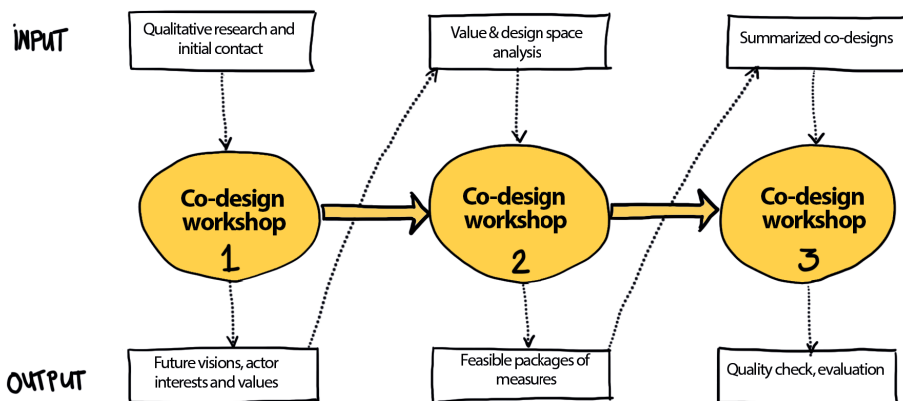 INPUT
Qualitative research and
initial contact
Value & design space
analysis
Summarized co-designs
Co-design
workshop
1
Co-design
workshop
2
Co-design
workshop
3
OUTPUT
Future visions, actor
interests and values
Feasible packages of
measures
Quality check, evaluation